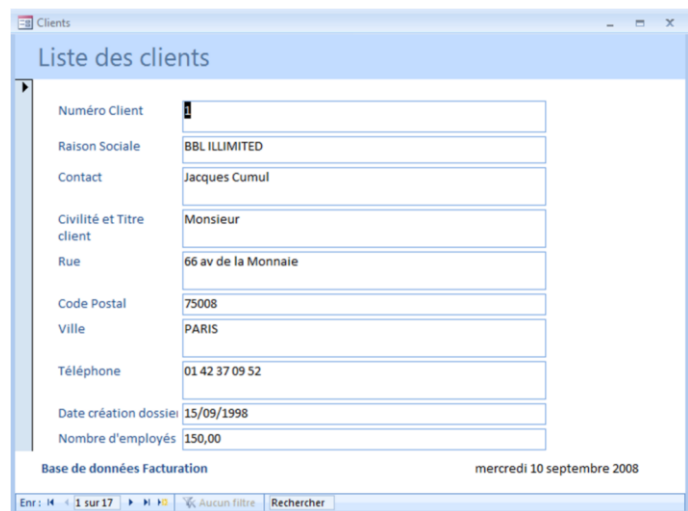 Clients
Liste des clients
Numéro Client 1
Raison Sociale BBL ILLIMITED
Contact Jacques Cumul
Civilité et Titre client Monsieur
Rue 66 av de la Monnaie
Code Postal 75008
Ville PARIS
Téléphone 01 42 37 09 52
Date création dossier 15/09/1998
Nombre d'employés 150,00
Base de données Facturation mercredi 10 septembre 2008
Enr : 1 sur 17 Aucun filtre Rechercher